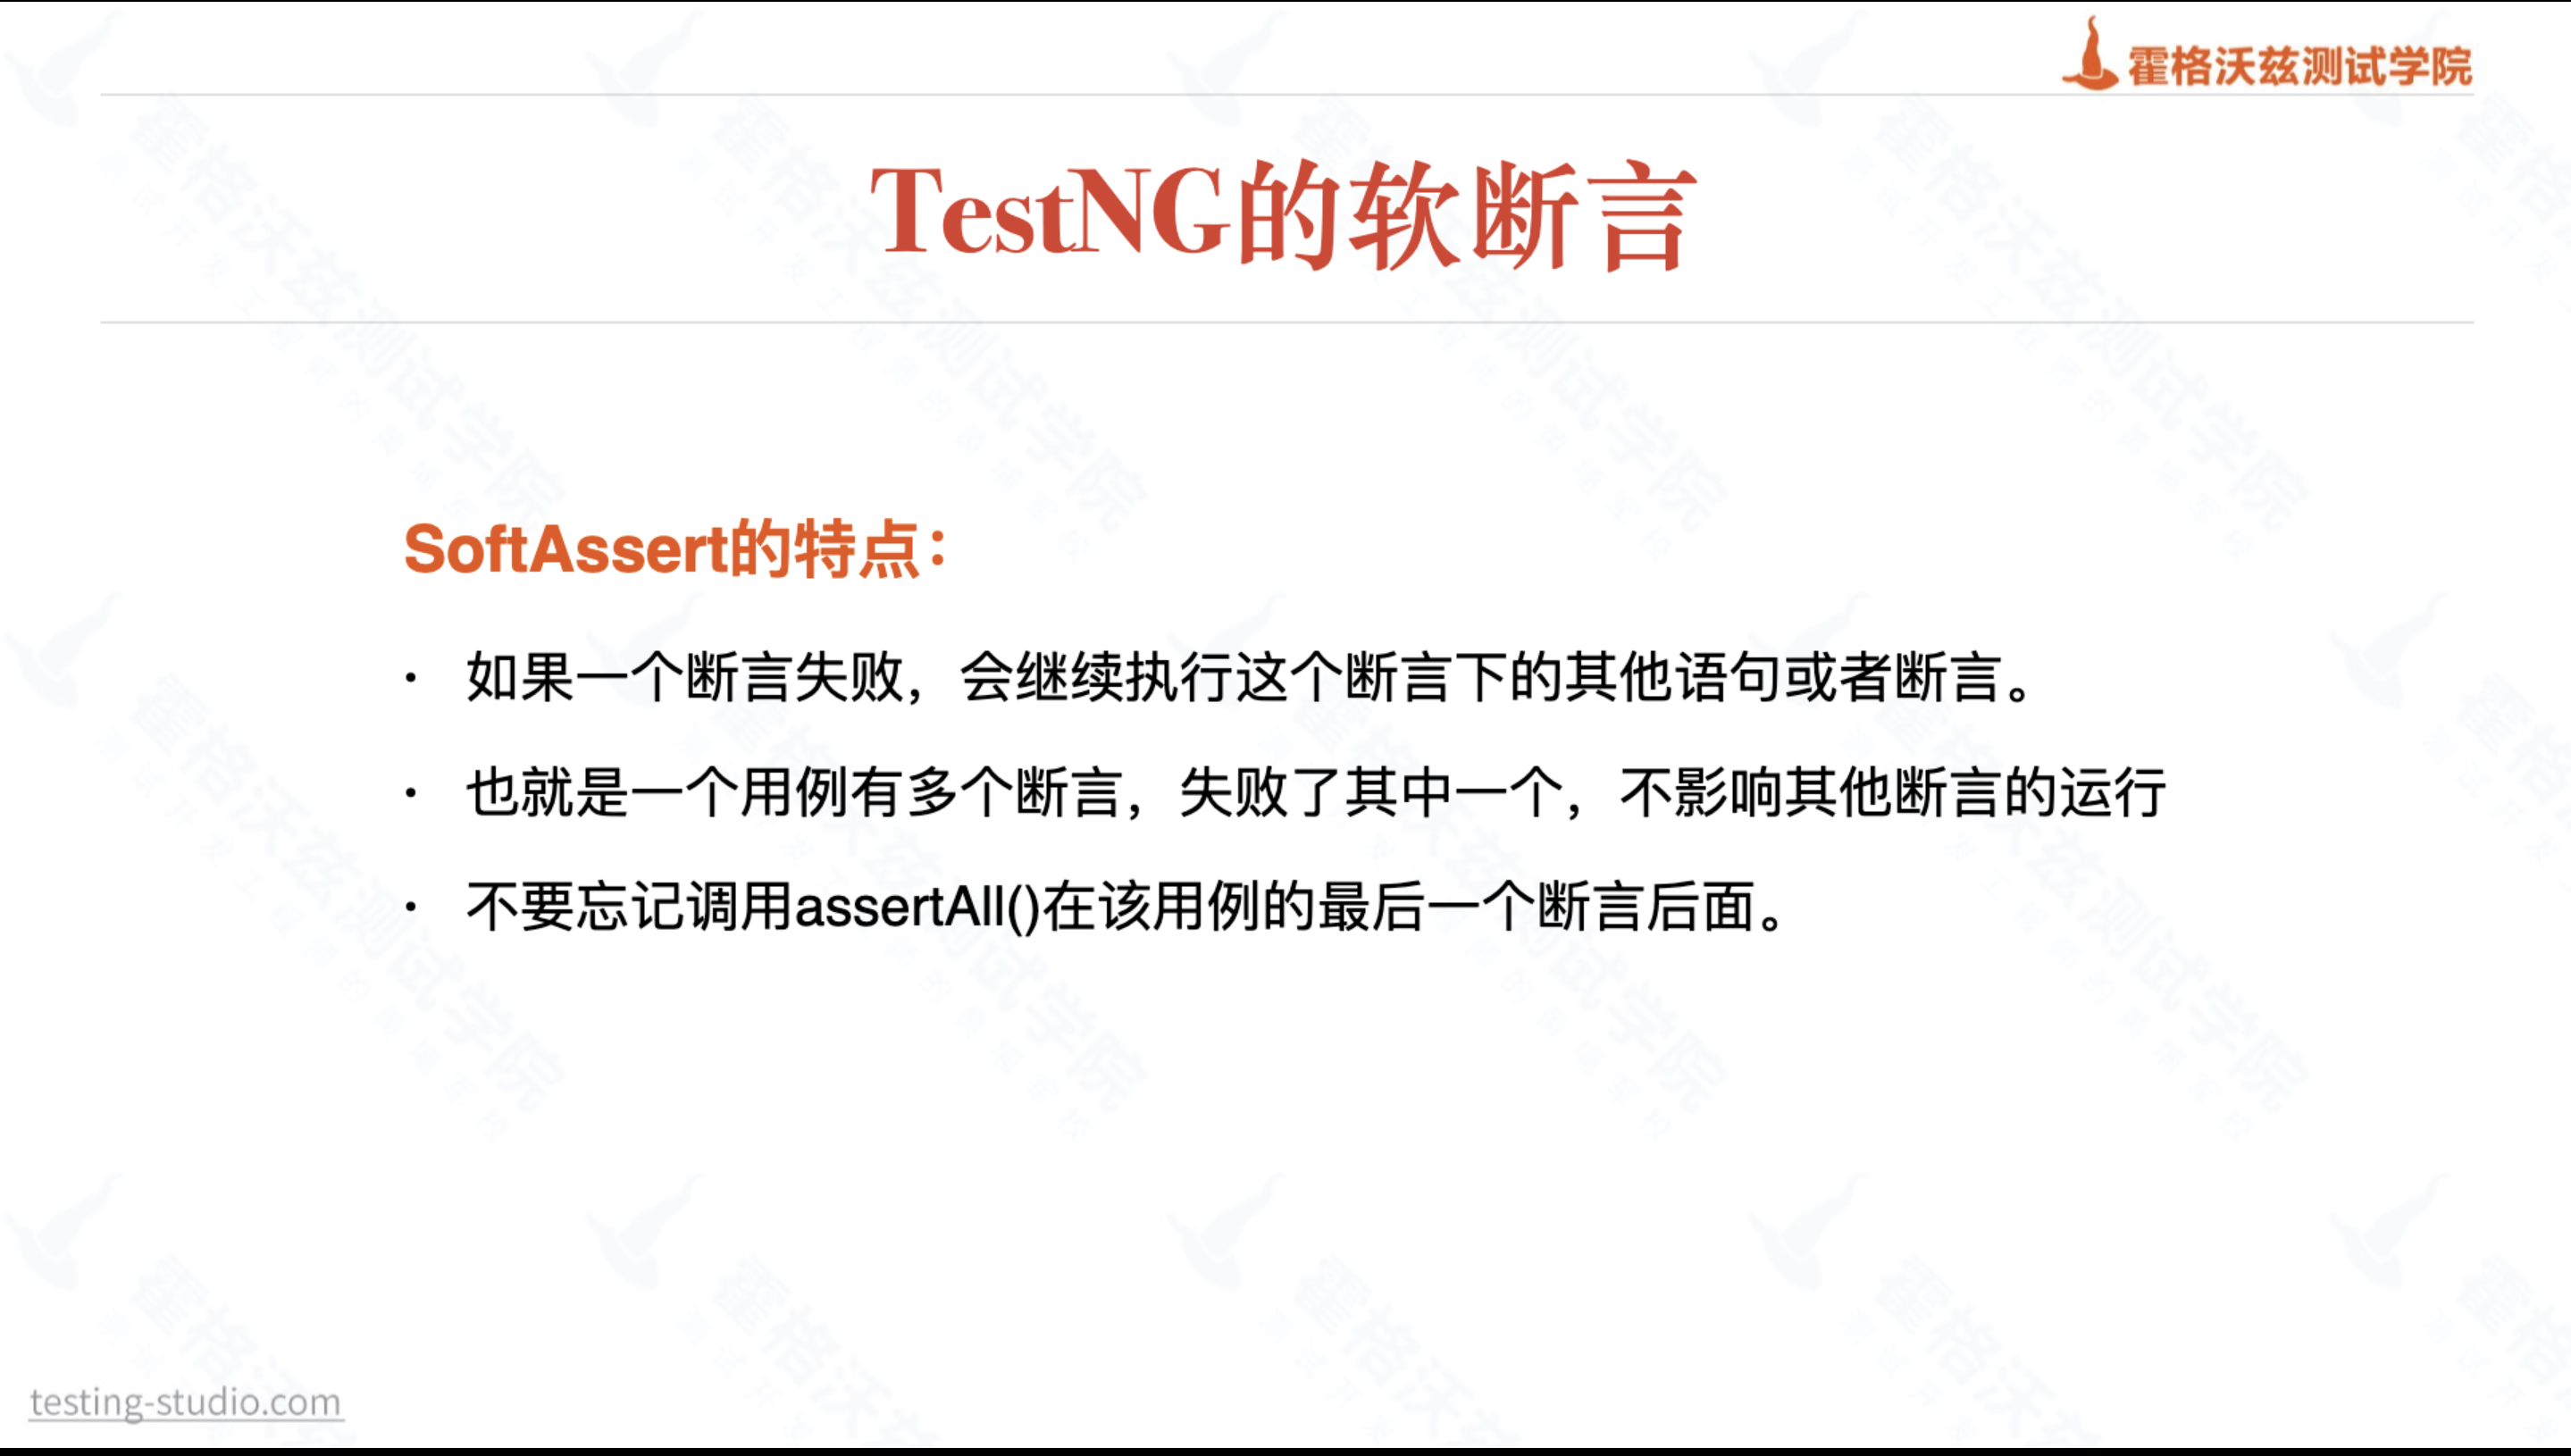 霍格沃兹测试学院
TestNG的软断言
SoftAssert的特点：
· 如果一个断言失败，会继续执行这个断言下的其他语句或者断言。
· 也就是一个用例有多个断言，失败了其中一个，不影响其他断言的运行
· 不要忘记调用assertAll()在该用例的最后一个断言后面。
testing-studio.com